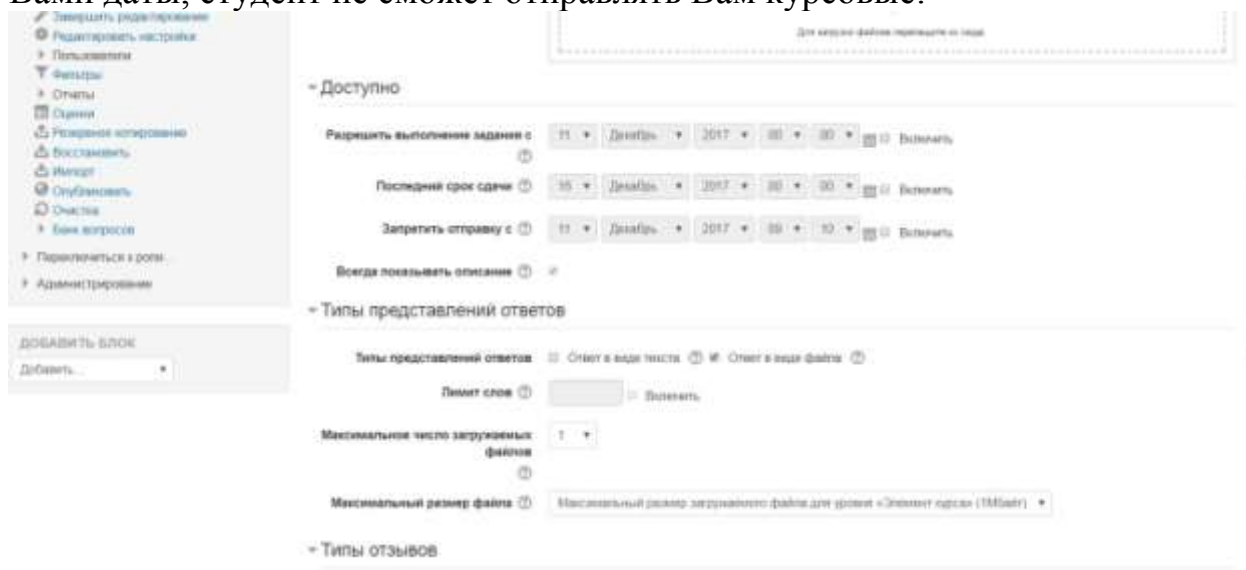 Вами даты, студент не сможет отправлять Вам курсовые.
Завершить редактирование
Редактировать настройки
Пользователи
Фильтры
Отчеты
Оценки
Резервное копирование
Восстановить
Импорт
Опубликовать
Очистка
Банк вопросов
Переключиться к роли...
Администрирование
ДОБАВИТЬ БЛОК
Добавить...
Для загрузки файлов перетащите их сюда.
Доступно
Разрешить выполнение задания с 11 Декабрь 2017 00 00 Включить
Последний срок сдачи Декабрь 2017 00 00 Включить
Запретить отправку с 11 Декабрь 2017 10 Включить
Всегда показывать описание
Типы представлений ответов
Типы представлений ответов Ответ в виде текста Ответ в виде файла
Лимит слов Включить
Максимальное число загружаемых 1
файлов
Максимальный размер файла Максимальный размер загружаемого файла для уровня «Элемент курса» (1Мбайт)
Типы отзывов